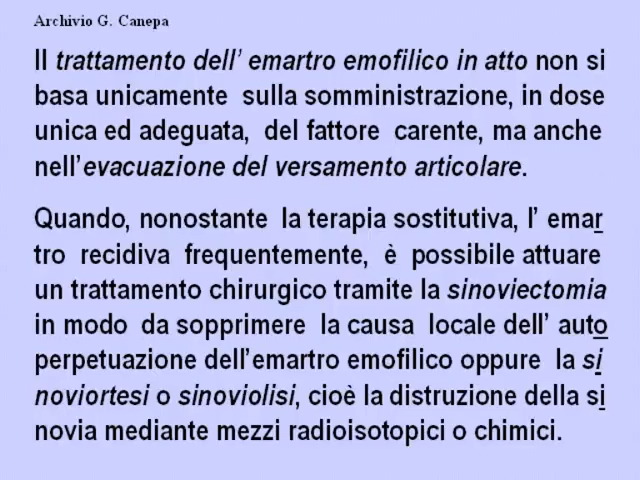 Archivio G. Canepa
Il trattamento dell' emartro emofilico in atto non si
basa unicamente sulla somministrazione, in dose
unica ed adeguata, del fattore carente, ma anche
nell'evacuazione del versamento articolare.
Quando, nonostante la terapia sostitutiva, l' emar
tro recidiva frequentemente, è possibile attuare
un trattamento chirurgico tramite la sinoviectomia
in modo da sopprimere la causa locale dell' auto
perpetuazione dell'emartro emofilico oppure la si
noviortesi o sinoviolisi, cioè la distruzione della si
novia mediante mezzi radioisotopici o chimici.